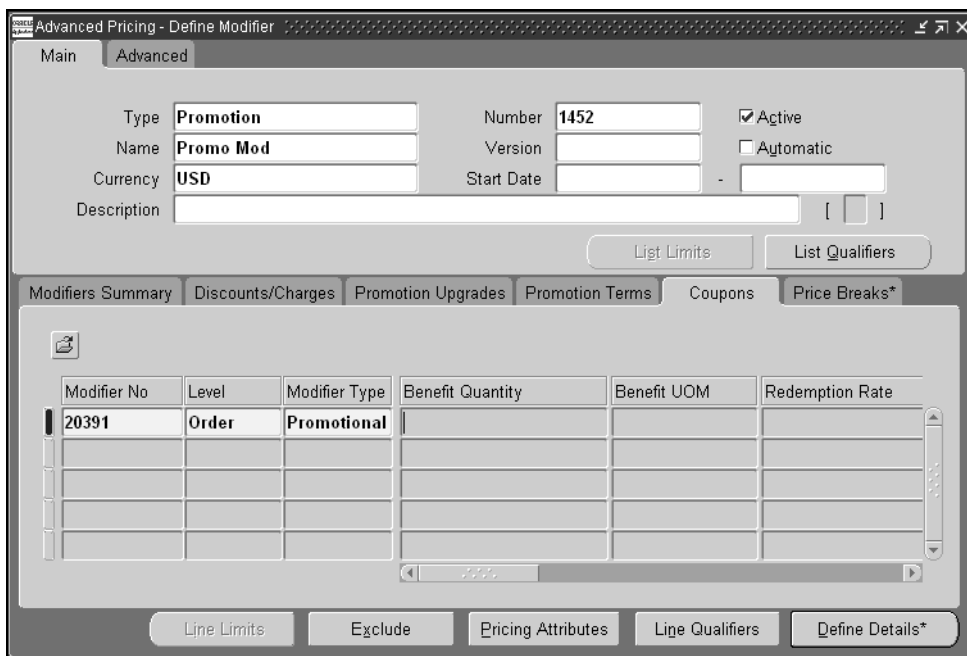 Advanced Pricing - Define Modifier
Main Advanced
Type Promotion Number 1452 Active
Name Promo Mod Version Automatic
Currency USD Start Date -
Description [ ]
List Limits List Qualifiers
Modifiers Summary Discounts/Charges Promotion Upgrades Promotion Terms Coupons Price Breaks*
Modifier No Level Modifier Type Benefit Quantity Benefit UOM Redemption Rate
20391 Order Promotional
Line Limits Exclude Pricing Attributes Line Qualifiers Define Details*